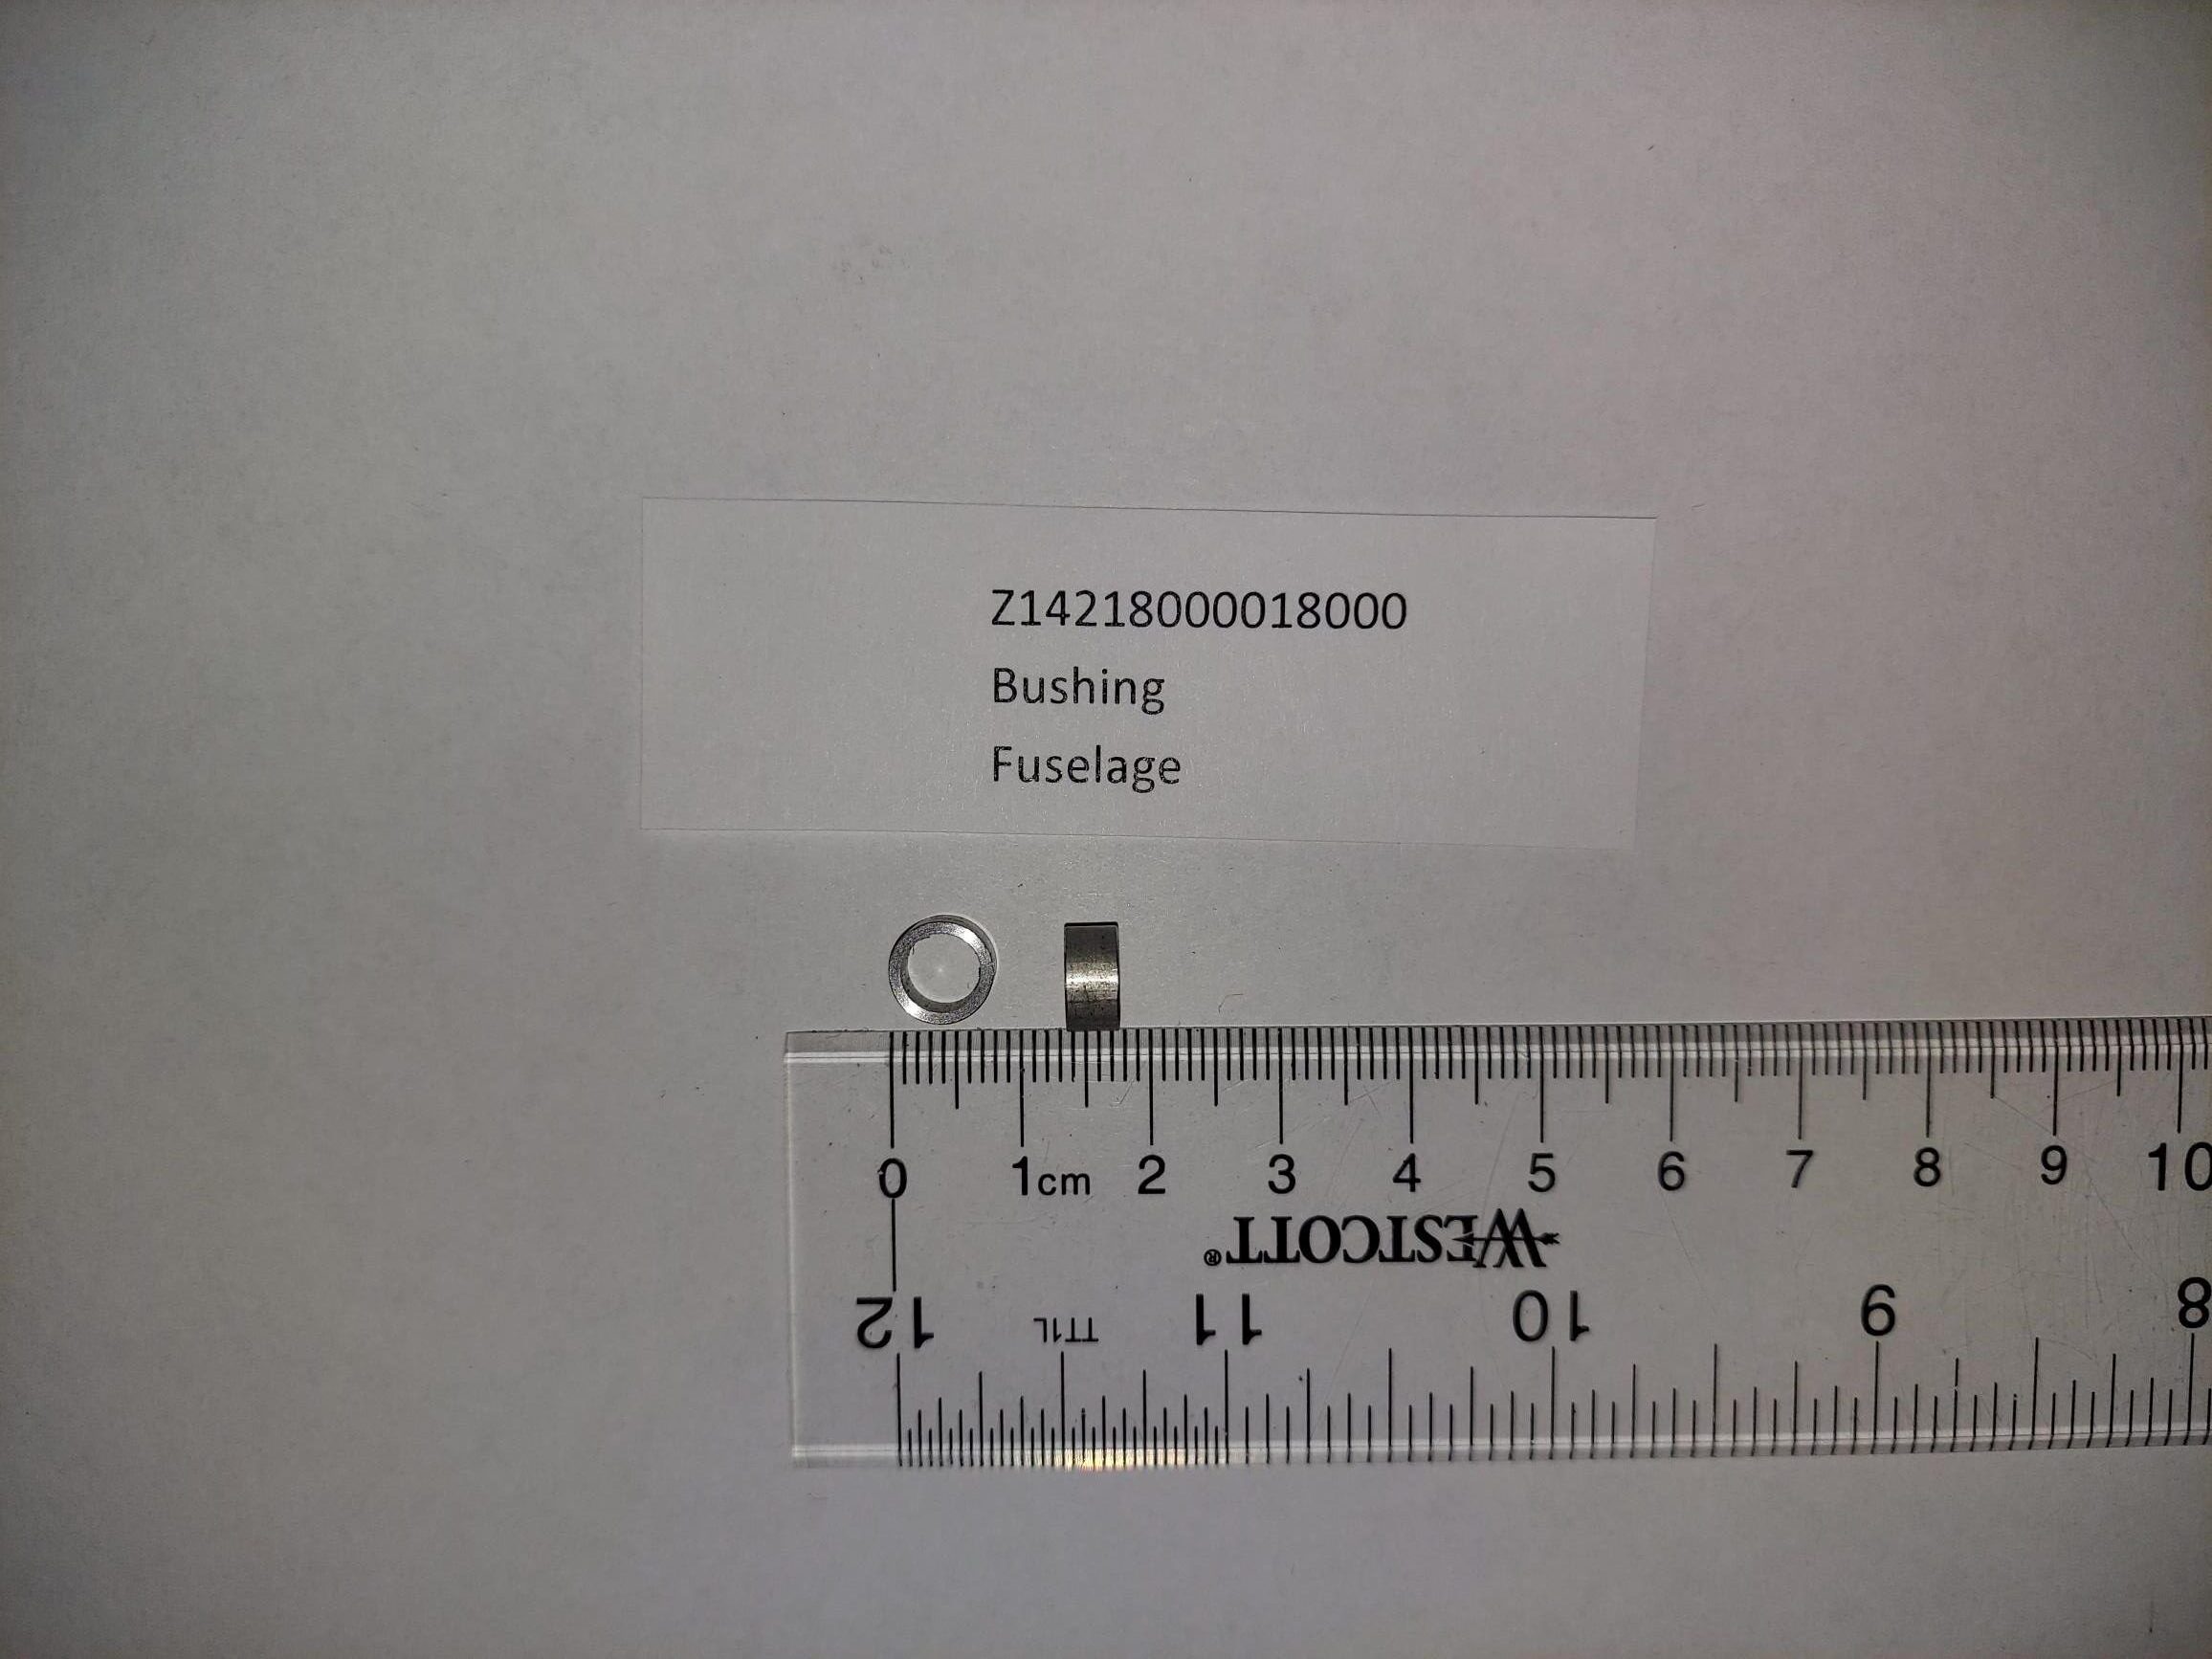 Z14218000018000
Bushing
Fuselage
0 1cm 2 3 4 5 6 7 8 9 10
WESTCOTT®
12 11 10 9 8